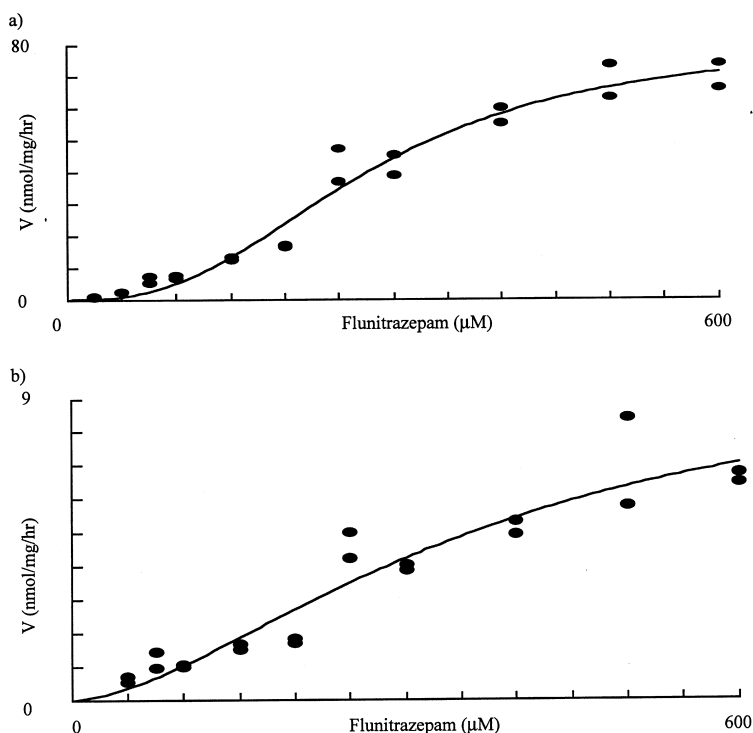 a)
80
V (nmol/mg/hr)
0
0
Flunitrazepam (μM)
600
b)
9
V (nmol/mg/hr)
0
0
Flunitrazepam (μM)
600